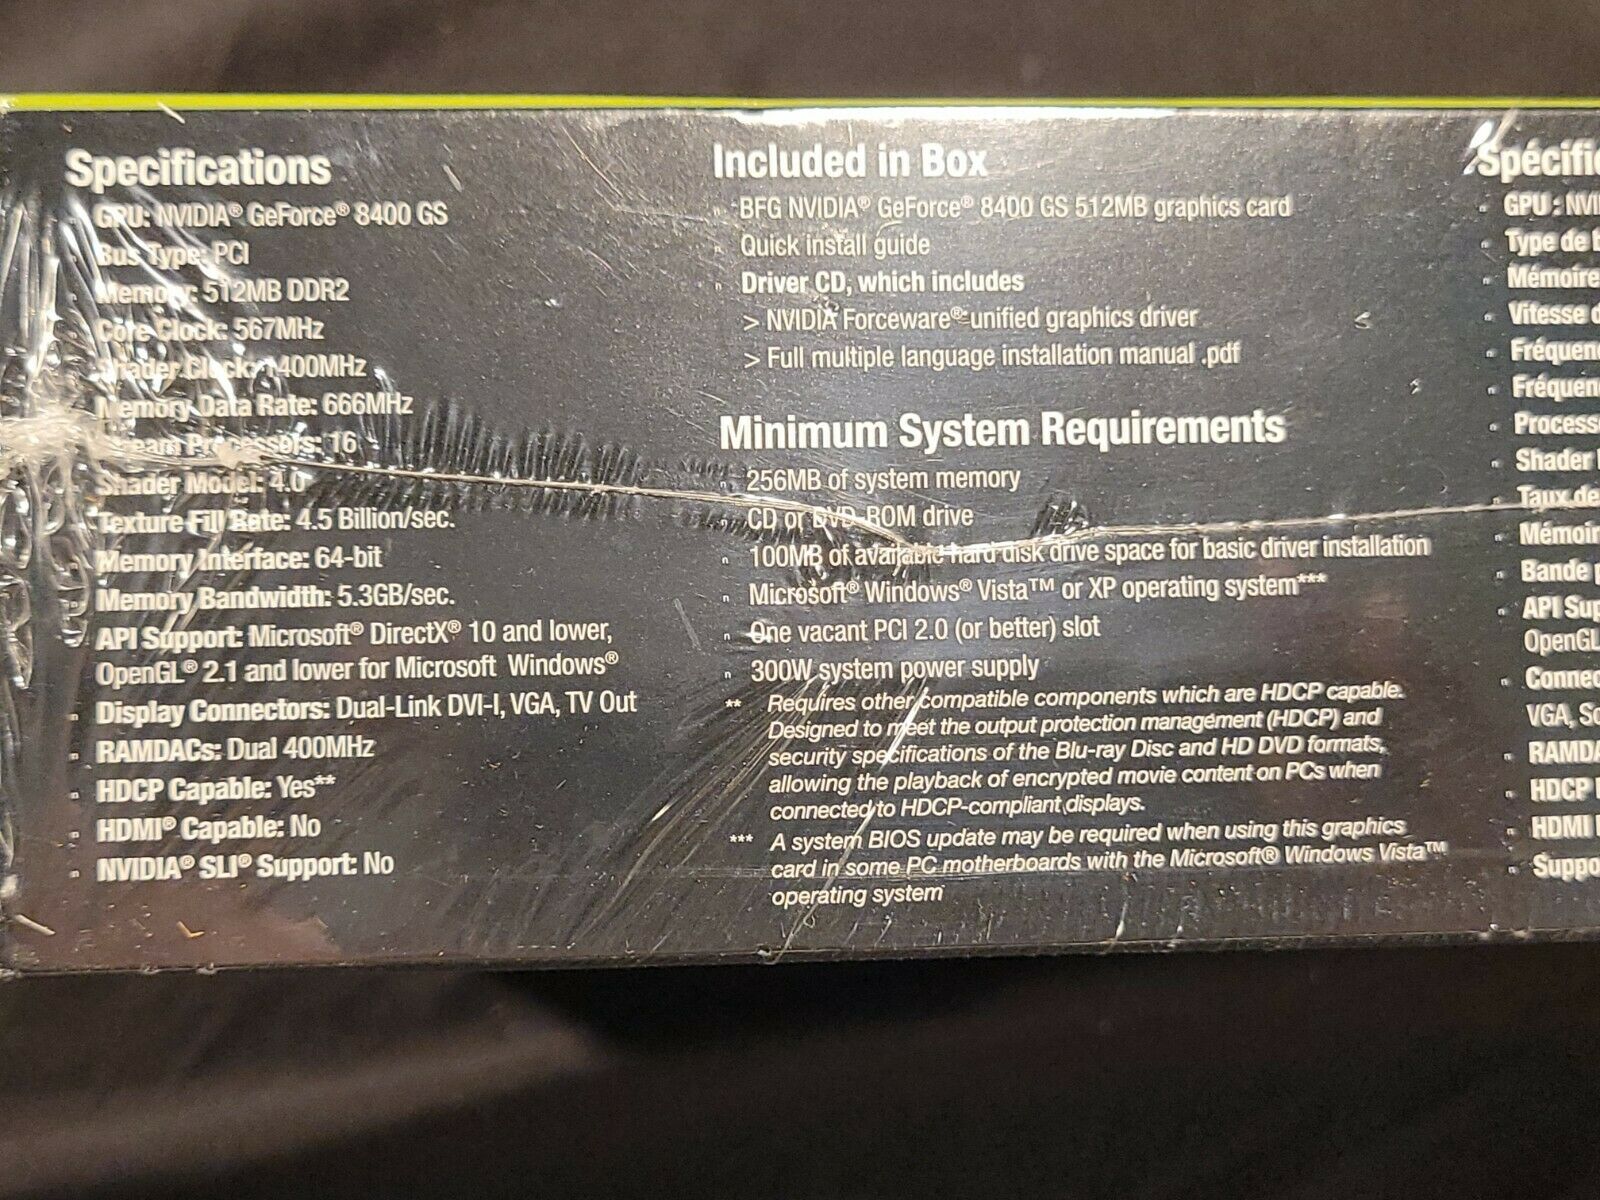 Specifications
GPU: NVIDIA® GeForce® 8400 GS
Bus Type: PCI
Memory: 512MB DDR2
Core Clock: 567MHz
Shader Clock: 1400MHz
Memory Data Rate: 666MHz
Stream Processors: 16
Shader Model: 4.0
Texture Fill Rate: 4.5 Billion/sec.
Memory Interface: 64-bit
Memory Bandwidth: 5.3GB/sec.
API Support: Microsoft® DirectX® 10 and lower,
OpenGL® 2.1 and lower for Microsoft Windows®
Display Connectors: Dual-Link DVI-I, VGA, TV Out
RAMDACs: Dual 400MHz
HDCP Capable: Yes**
HDMI® Capable: No
NVIDIA® SLI® Support: No
Included in Box
BFG NVIDIA® GeForce® 8400 GS 512MB graphics card
Quick install guide
Driver CD, which includes
> NVIDIA Forceware® unified graphics driver
> Full multiple language installation manual .pdf
Minimum System Requirements
256MB of system memory
CD or DVD-ROM drive
100MB of available hard disk drive space for basic driver installation
Microsoft® Windows® Vista™ or XP operating system***
One vacant PCI 2.0 (or better) slot
300W system power supply
** Requires other compatible components which are HDCP capable.
Designed to meet the output protection management (HDCP) and
security specifications of the Blu-ray Disc and HD DVD formats,
allowing the playback of encrypted movie content on PCs when
connected to HDCP-compliant displays.
*** A system BIOS update may be required when using this graphics
card in some PC motherboards with the Microsoft® Windows Vista™
operating system
GPU :
Type de
Mémoire
Vitesse
Shader
Taux de
Bande
OpenGL
VGA,
HDCP
HDMI